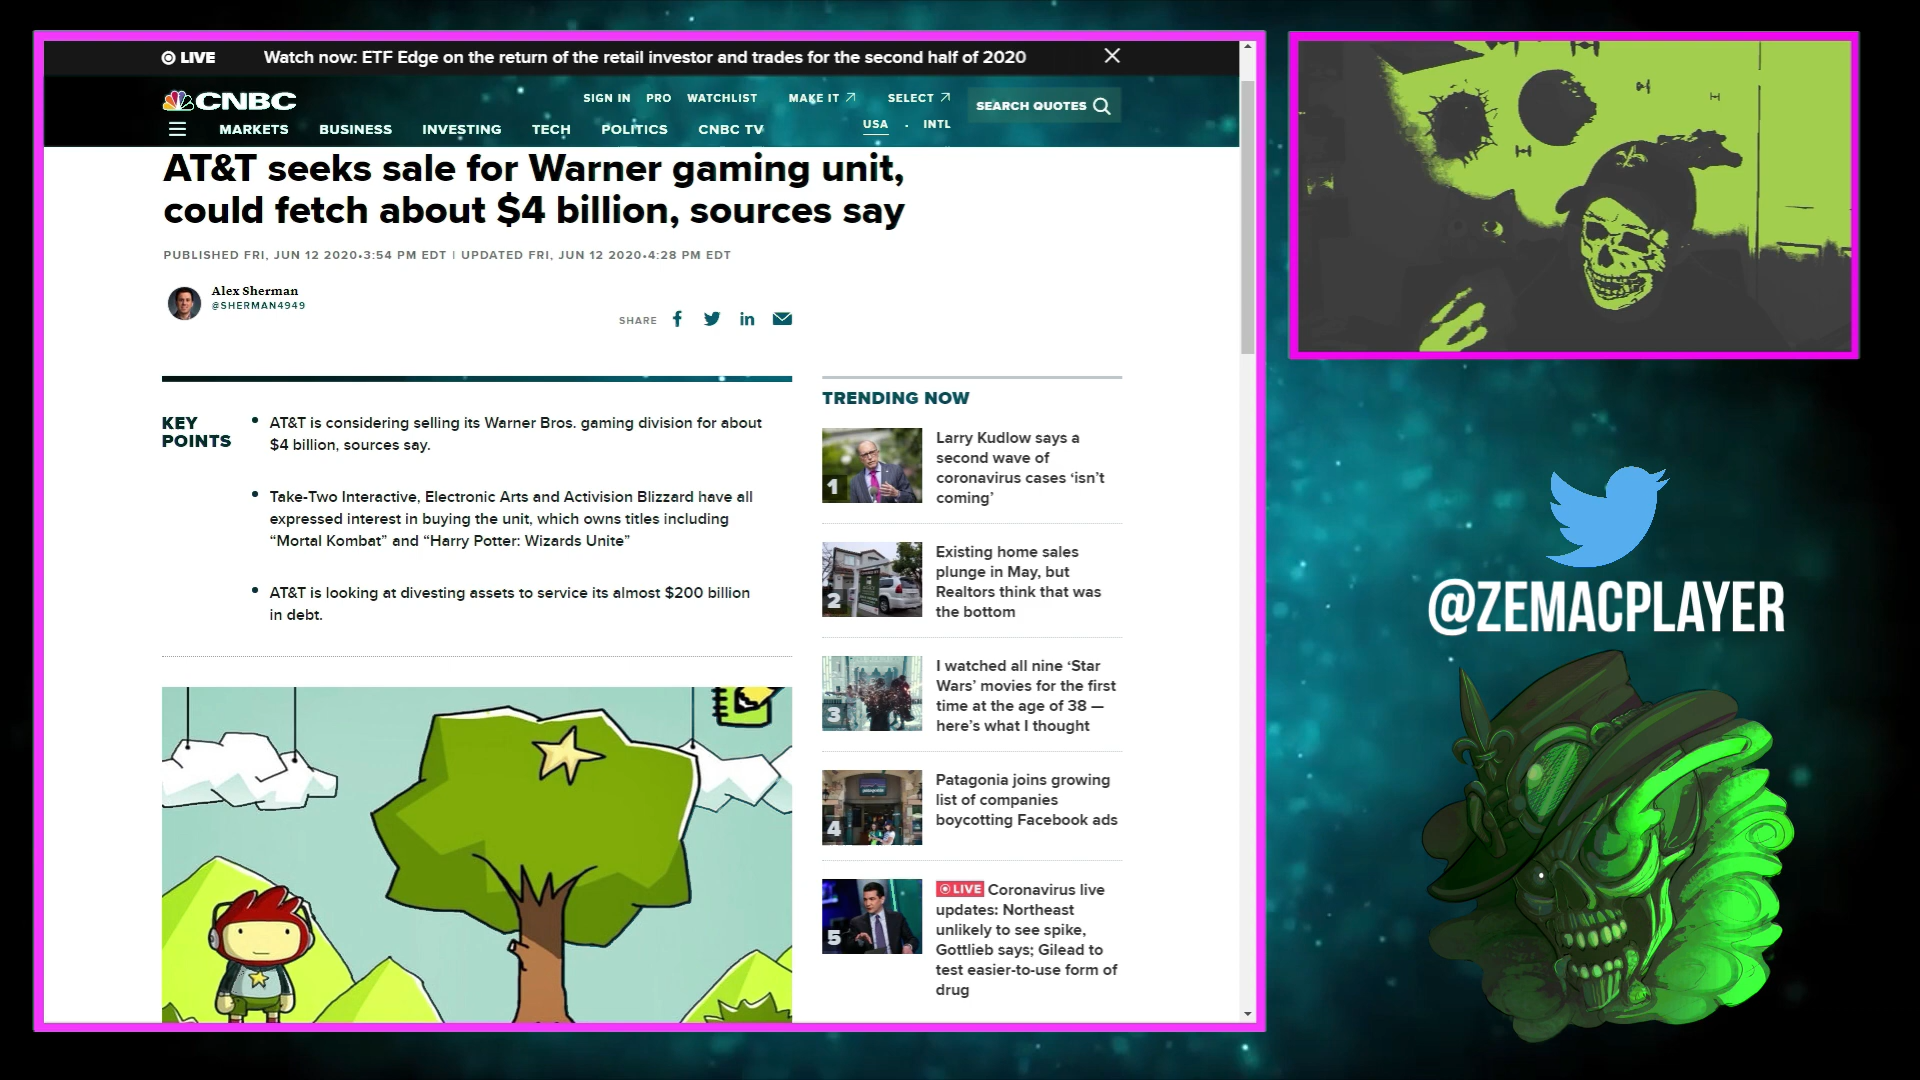 LIVE Watch now: ETF Edge on the return of the retail investor and trades for the second half of 2020
CNBC
SIGN IN PRO WATCHLIST MAKE IT SELECT
USA · INTL
SEARCH QUOTES
MARKETS BUSINESS INVESTING TECH POLITICS CNBC TV
AT&T seeks sale for Warner gaming unit,
could fetch about $4 billion, sources say
PUBLISHED FRI, JUN 12 2020•3:54 PM EDT | UPDATED FRI, JUN 12 2020•4:28 PM EDT
Alex Sherman
@SHERMAN4949
SHARE
KEY
POINTS
AT&T is considering selling its Warner Bros. gaming division for about
$4 billion, sources say.
Take-Two Interactive, Electronic Arts and Activision Blizzard have all
expressed interest in buying the unit, which owns titles including
“Mortal Kombat” and “Harry Potter: Wizards Unite”
AT&T is looking at divesting assets to service its almost $200 billion
in debt.
TRENDING NOW
1
Larry Kudlow says a
second wave of
coronavirus cases ‘isn’t
coming’
2
Existing home sales
plunge in May, but
Realtors think that was
the bottom
3
I watched all nine ‘Star
Wars’ movies for the first
time at the age of 38 —
here’s what I thought
4
Patagonia joins growing
list of companies
boycotting Facebook ads
5
LIVE Coronavirus live
updates: Northeast
unlikely to see spike,
Gottlieb says; Gilead to
test easier-to-use form of
drug
@ZEMACPLAYER